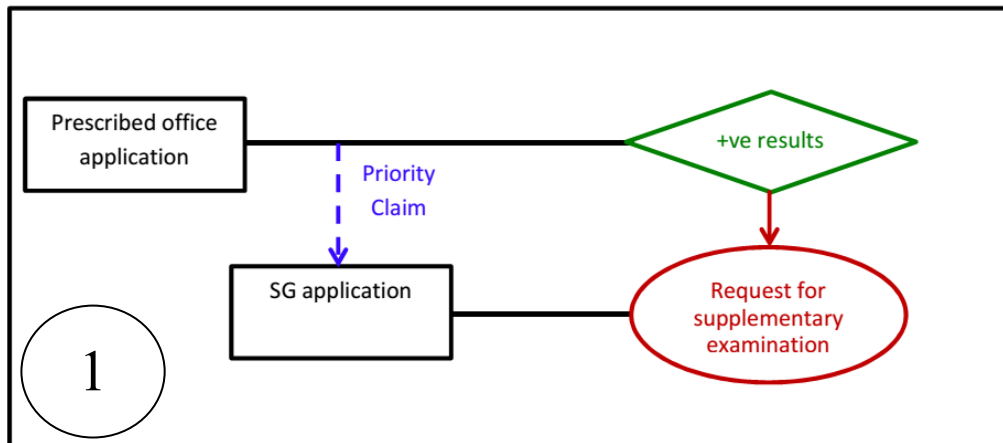 Prescribed office
application
+ve results
Priority
Claim
SG application
Request for
supplementary
examination
1